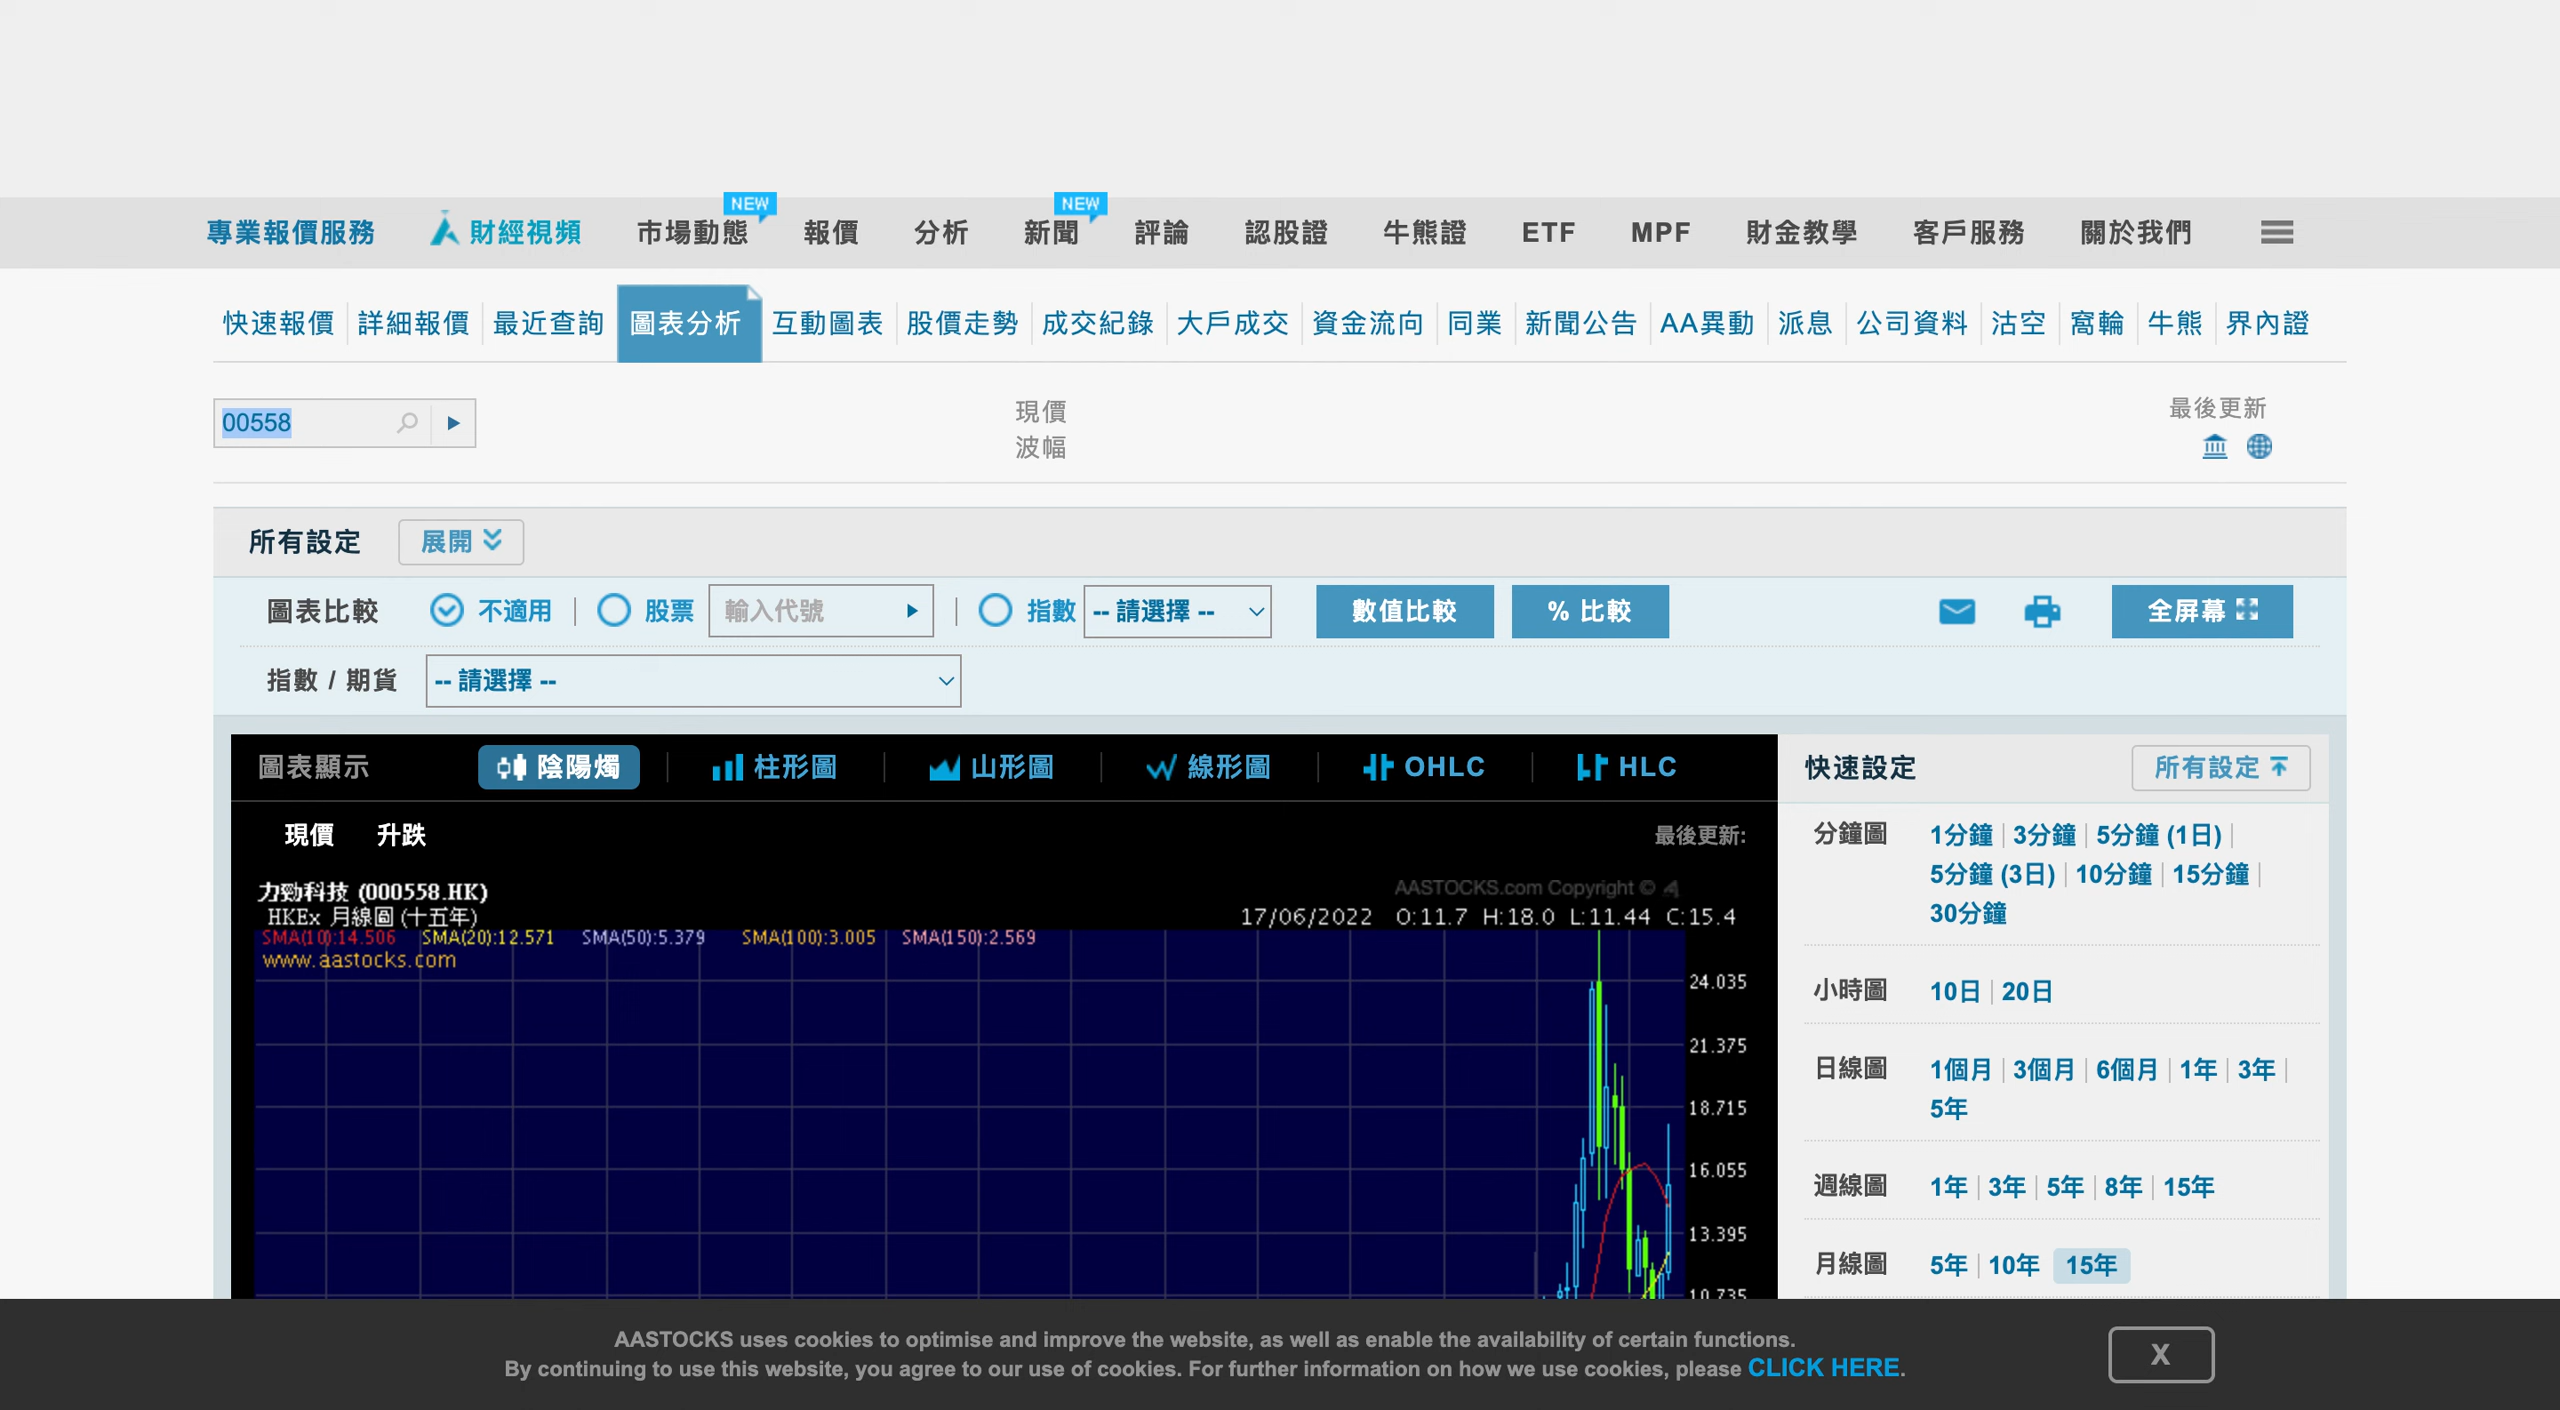 NEW NEW
專業報價服務 財經視頻 市場動態 報價 分析 新聞 評論 認股證 牛熊證 ETF MPF 財金教學 客戶服務 關於我們
快速報價 詳細報價 最近查詢 圖表分析 互動圖表 股價走勢 成交紀錄 大戶成交 資金流向 同業 新聞公告 AA異動 派息 公司資料 沽空 窩輪 牛熊 界內證
00558
現價
波幅
最後更新
所有設定 展開
圖表比較 不適用 股票 輸入代號 指數 -- 請選擇 -- 數值比較 % 比較 全屏幕
指數 / 期貨 -- 請選擇 --
圖表顯示 陰陽燭 柱形圖 山形圖 線形圖 OHLC HLC
現價 升跌 最後更新:
AASTOCKS.com Copyright ©
力勁科技 (000558.HK)
HKEx 月線圖 (十五年) 17/06/2022 O:11.7 H:18.0 L:11.44 C:15.4
SMA(10):14.506 SMA(20):12.571 SMA(50):5.379 SMA(100):3.005 SMA(150):2.569
www.aastocks.com
24.035
21.375
18.715
16.055
13.395
10.735
快速設定 所有設定
分鐘圖 1分鐘 3分鐘 5分鐘 (1日)
5分鐘 (3日) 10分鐘 15分鐘
30分鐘
小時圖 10日 20日
日線圖 1個月 3個月 6個月 1年 3年
5年
週線圖 1年 3年 5年 8年 15年
月線圖 5年 10年 15年
AASTOCKS uses cookies to optimise and improve the website, as well as enable the availability of certain functions.
By continuing to use this website, you agree to our use of cookies. For further information on how we use cookies, please CLICK HERE.
X